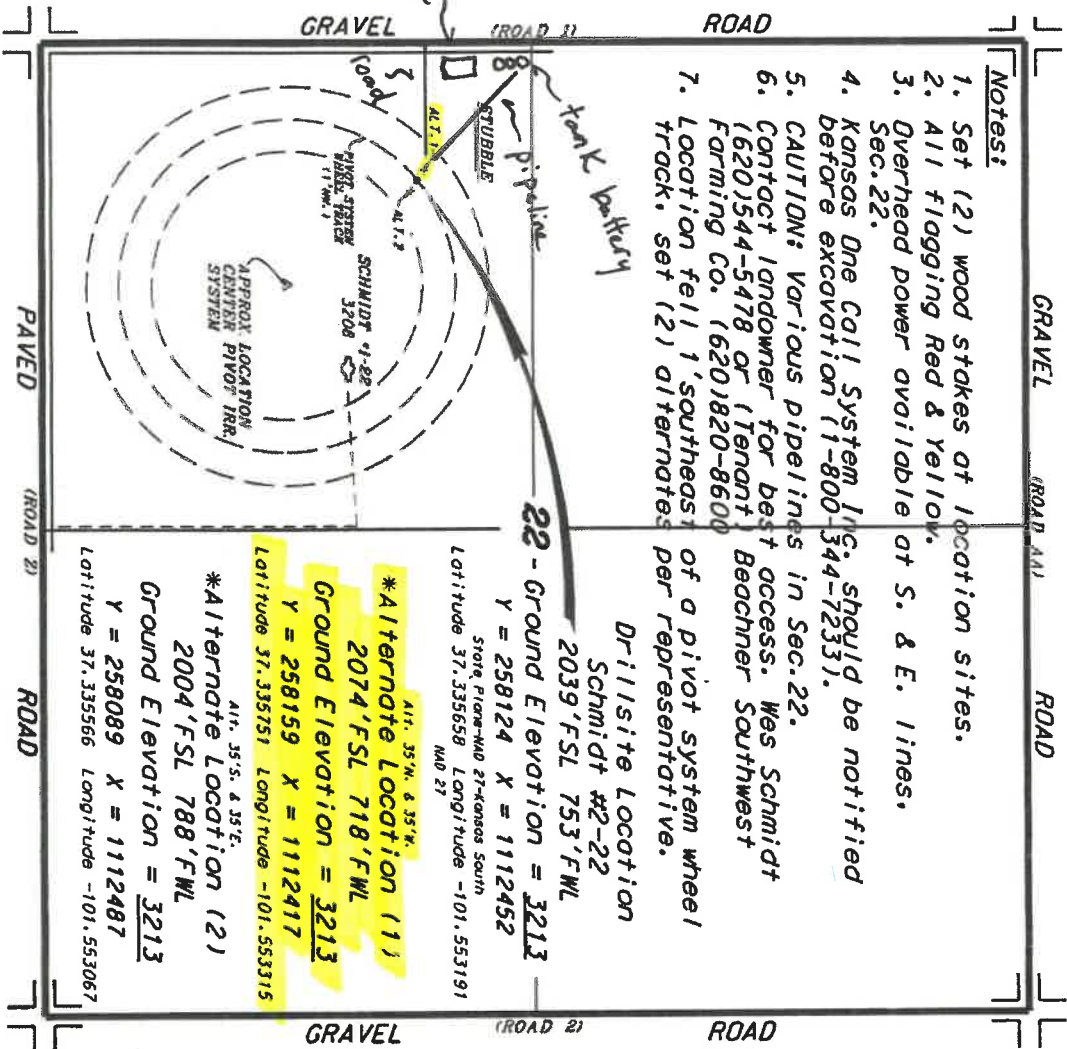 GRAVEL (ROAD AA) ROAD
GRAVEL (ROAD 1) ROAD
Notes:
1. Set (2) wood stakes at location sites.
2. All flagging Red & Yellow.
3. Overhead power available at S. & E. lines,
Sec.22.
4. Kansas One Call System Inc. should be notified
before excavation (1-800-344-7233).
5. CAUTION: Various pipelines in Sec.22.
6. Contact landowner for best access. Wes Schmidt
(620)544-5478 or (Tenant) Beachner Southwest
Farming Co. (620)820-8600
7. Location fell 1'southeast of a pivot system wheel
track, set (2) alternates per representative.
tank battery
pipeline
STUBBLE
road
ALT.1
ALT.2
PIVOT SYSTEM
WHEEL TRACK
SCHMIDT #1-22
3208
APPROX LOCATION
CENTER PIVOT IRR.
SYSTEM
22
Drillsite Location
Schmidt #2-22
2039'FSL 753'FWL
Ground Elevation = 3213
Y = 258124 X = 1112452
State Plane-NAD 27-Kansas South
Latitude 37.335658 Longitude -101.553191
NAD 27
Alt. 35'N. & 35'W.
*Alternate Location (1)
2074'FSL 718'FWL
Ground Elevation = 3213
Y = 258159 X = 1112417
Latitude 37.335751 Longitude -101.553315
Alt. 35'S. & 35'E.
*Alternate Location (2)
2004'FSL 788'FWL
Ground Elevation = 3213
Y = 258089 X = 1112487
Latitude 37.335566 Longitude -101.553067
GRAVEL (ROAD 2) ROAD
PAVED (ROAD 2) ROAD